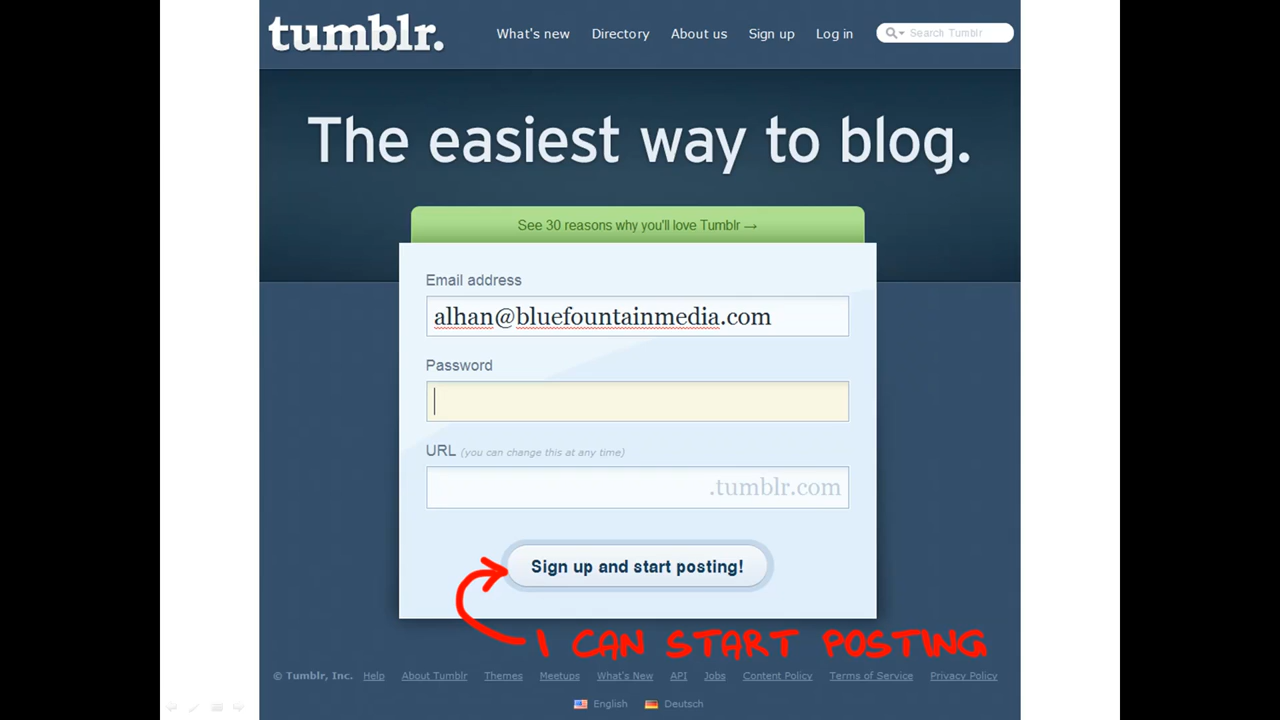 tumblr.
What's new Directory About us Sign up Log in Search Tumblr
The easiest way to blog.
See 30 reasons why you'll love Tumblr →
Email address
alhan@bluefountainmedia.com
Password
URL (you can change this at any time)
.tumblr.com
Sign up and start posting!
I CAN START POSTING
© Tumblr, Inc. Help About Tumblr Themes Meetups What's New API Jobs Content Policy Terms of Service Privacy Policy
English Deutsch